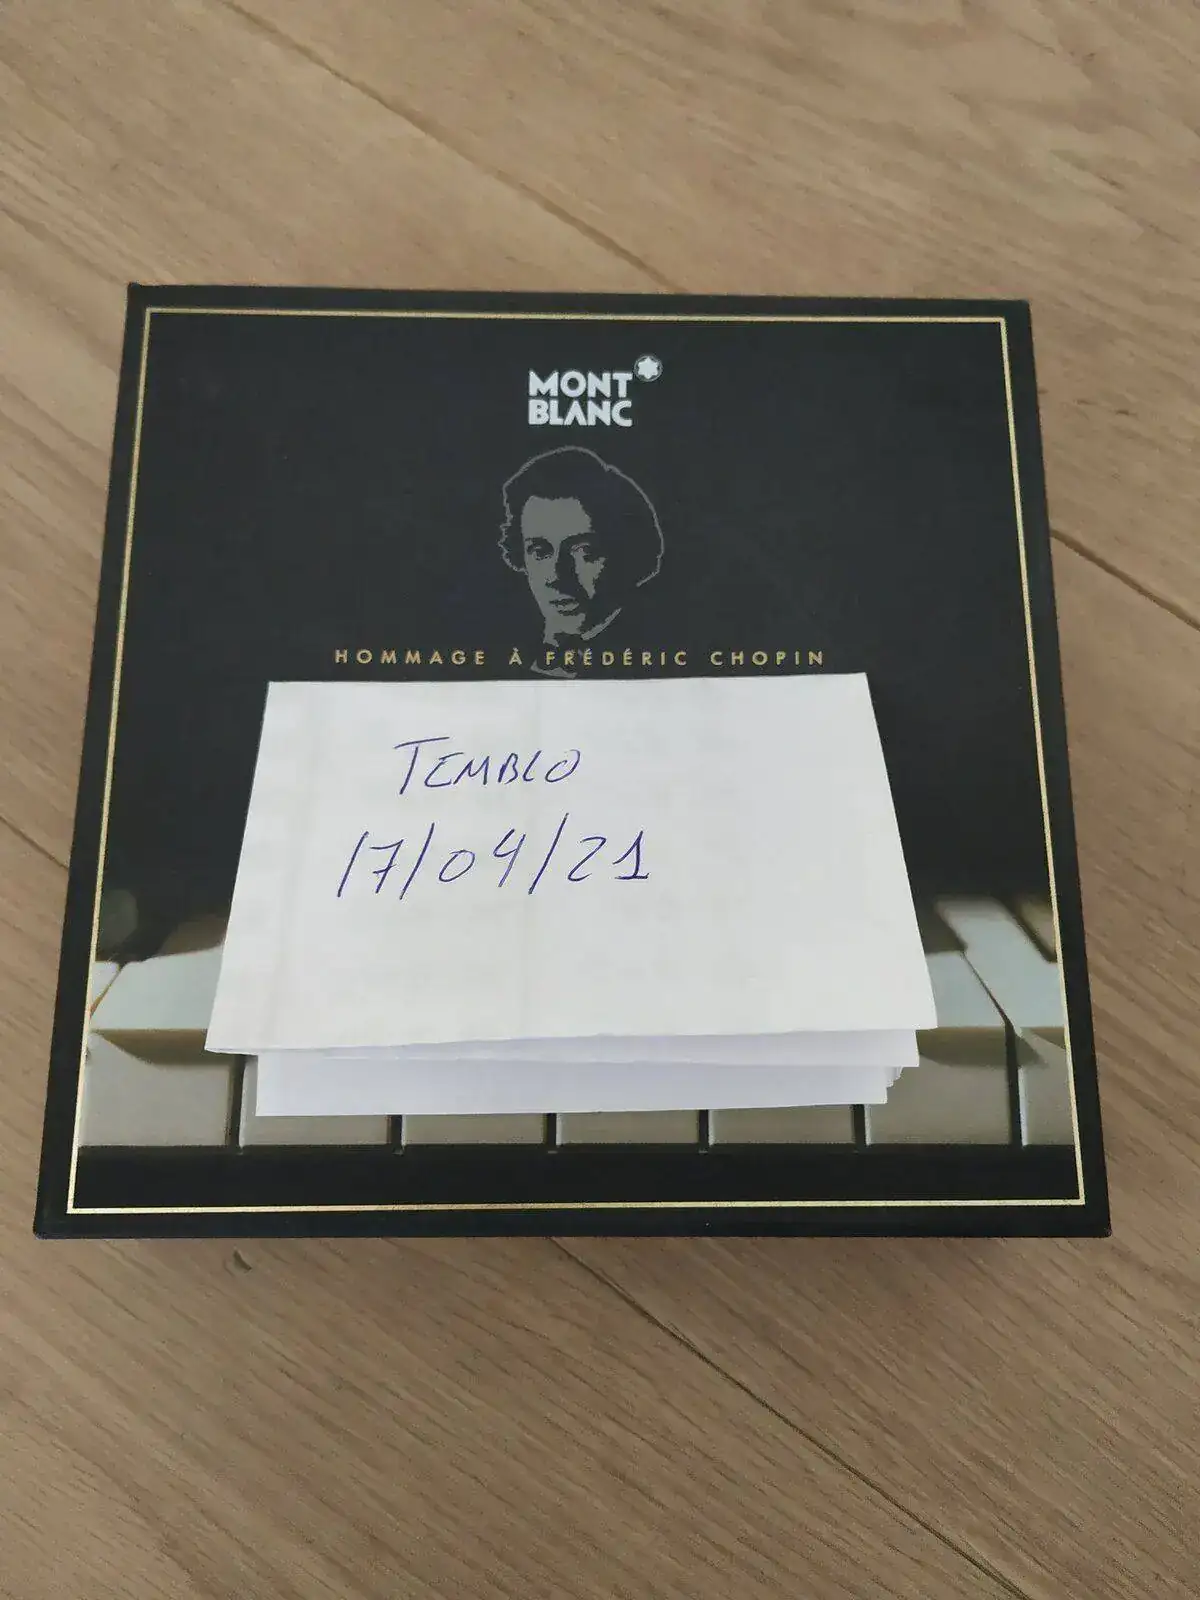 MONT
BLANC
HOMMAGE À FRÉDÉRIC CHOPIN
TEMBLO
17/04/21